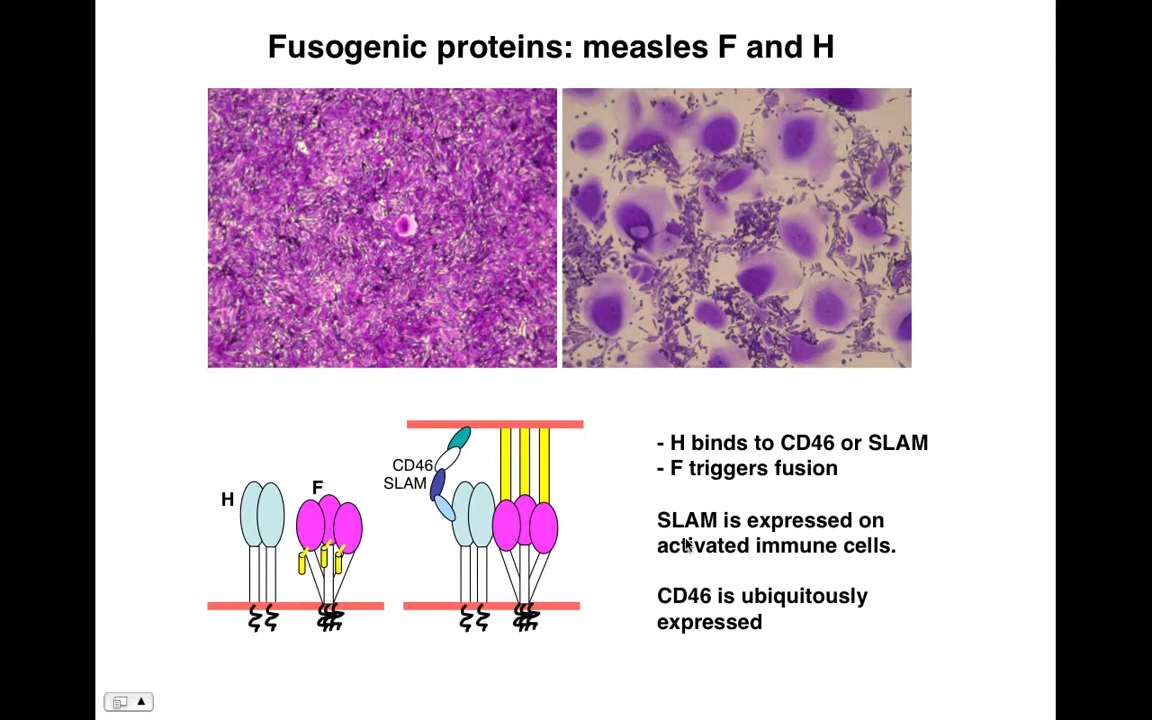 Fusogenic proteins: measles F and H
CD46
SLAM
H
F
- H binds to CD46 or SLAM
- F triggers fusion
SLAM is expressed on
activated immune cells.
CD46 is ubiquitously
expressed